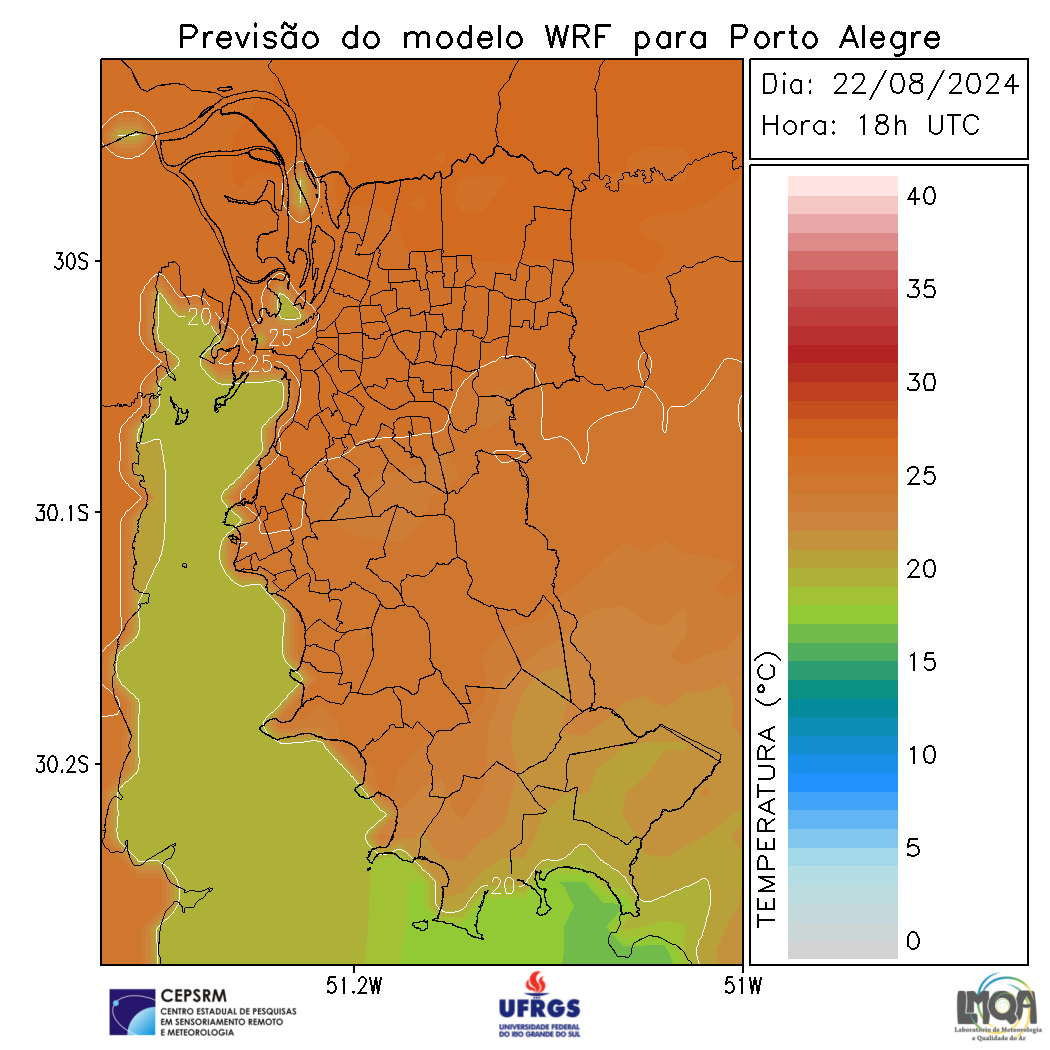 Previsão do modelo WRF para Porto Alegre
Dia: 22/08/2024
Hora: 18h UTC
30S
30.1S
30.2S
51.2W
51W
20
25
25
20
TEMPERATURA (°C)
40
35
30
25
20
15
10
5
0
CEPSRM
CENTRO ESTADUAL DE PESQUISAS
EM SENSORIAMENTO REMOTO
E METEOROLOGIA
UFRGS
UNIVERSIDADE FEDERAL
DO RIO GRANDE DO SUL
LMQA
Laboratório de Meteorologia
e Qualidade do Ar